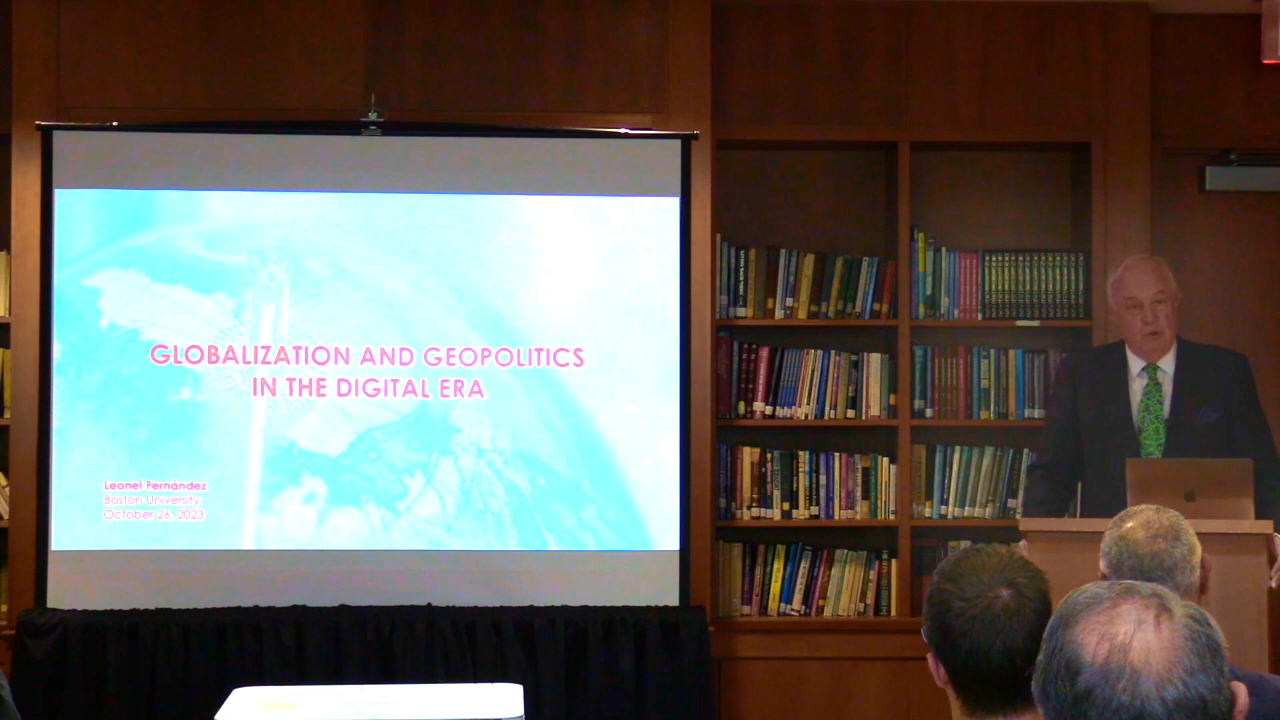 GLOBALIZATION AND GEOPOLITICS
IN THE DIGITAL ERA
Leonel Fernández
Boston University
October 26, 2023